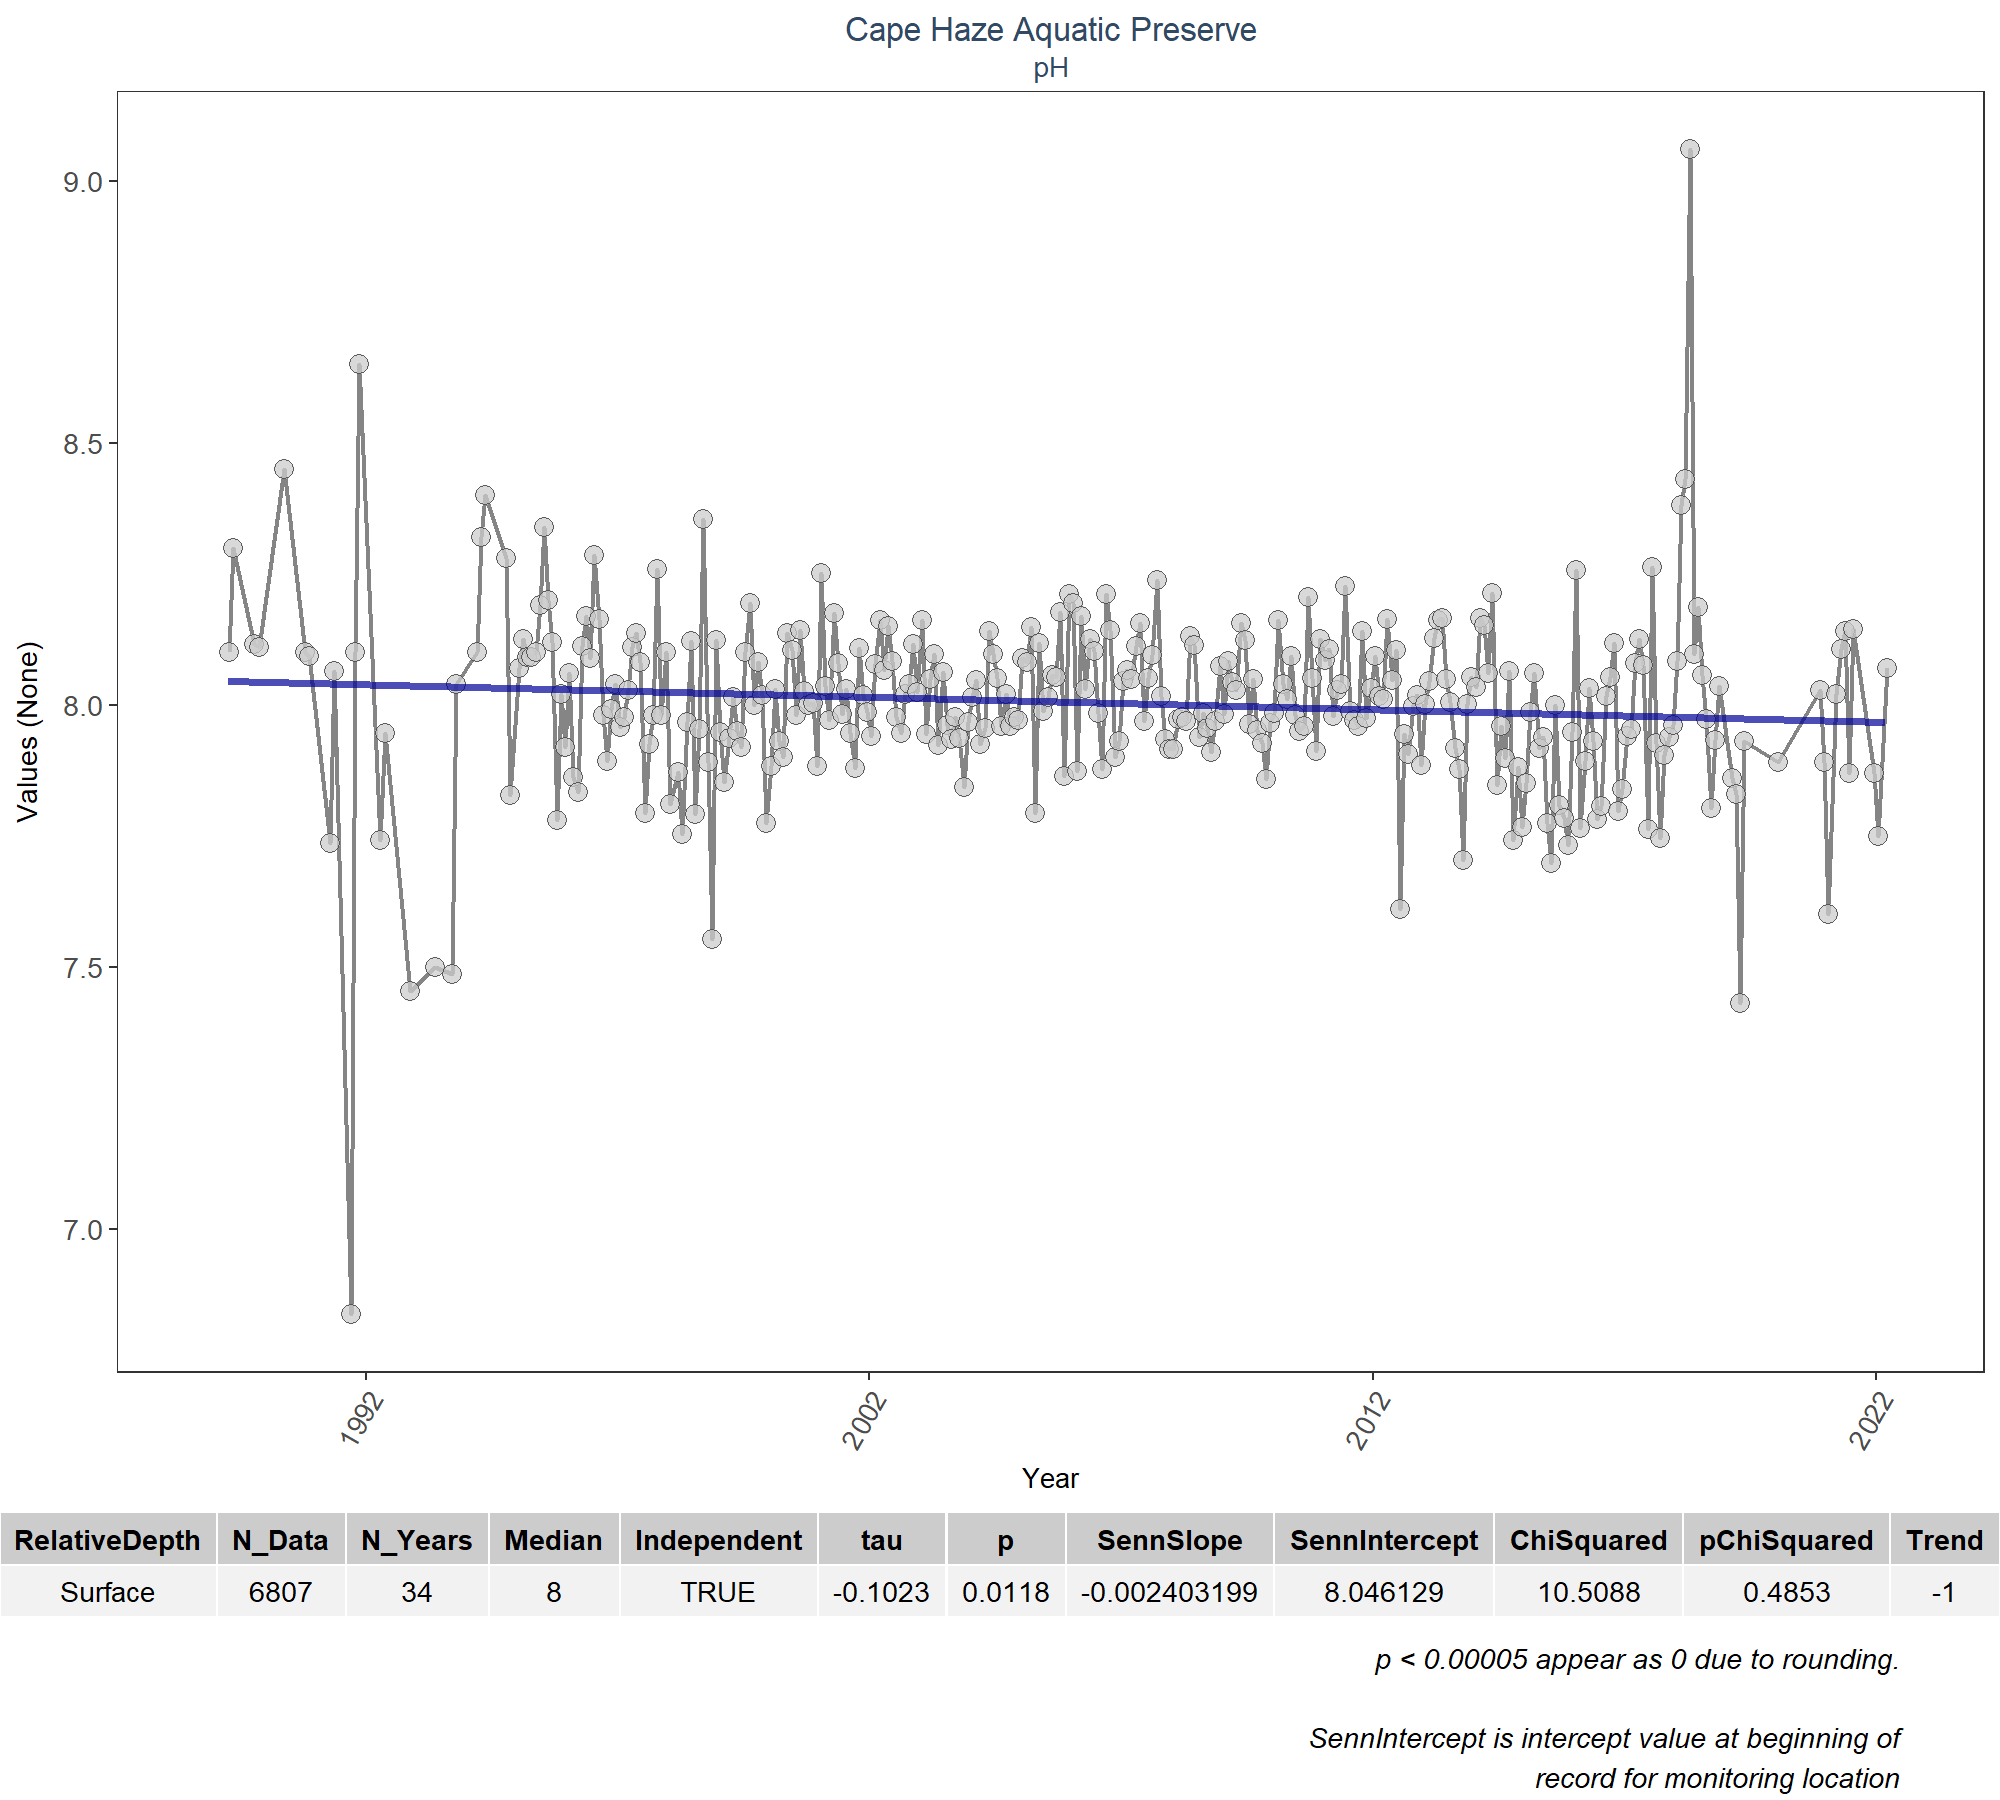 Cape Haze Aquatic Preserve
pH
Values (None)
9.0
8.5
8.0
7.5
7.0
1992 2002 2012 2022
Year
RelativeDepth N_Data N_Years Median Independent tau p SennSlope SennIntercept ChiSquared pChiSquared Trend
Surface 6807 34 8 TRUE -0.1023 0.0118 -0.002403199 8.046129 10.5088 0.4853 -1
p < 0.00005 appear as 0 due to rounding.
SennIntercept is intercept value at beginning of
record for monitoring location